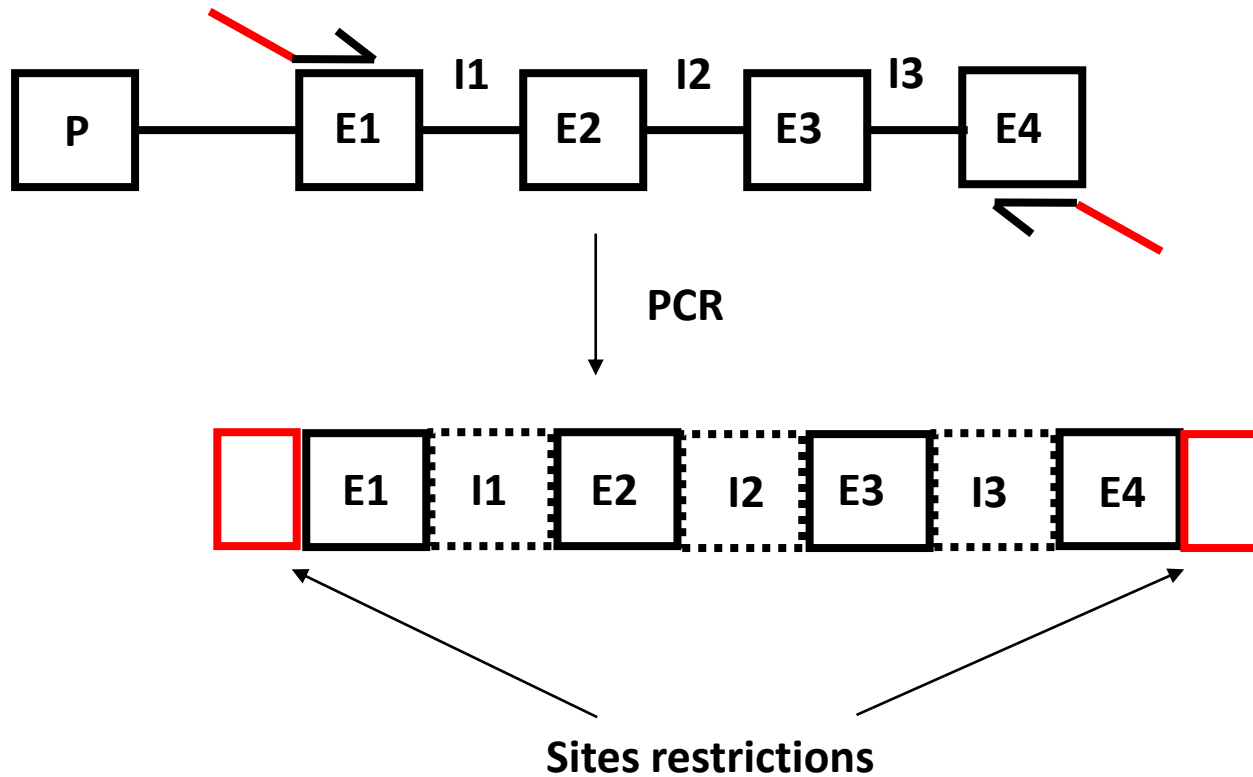 I1 I2 I3
P E1 E2 E3 E4
PCR
E1 I1 E2 I2 E3 I3 E4
Sites restrictions